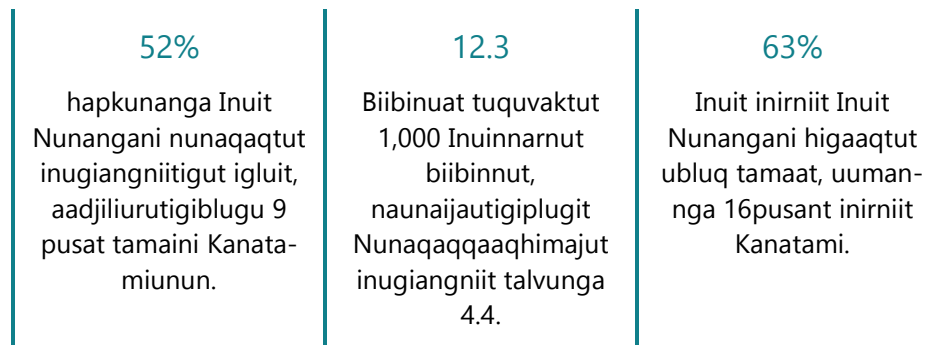 52%
hapkunanga Inuit
Nunangani nunaqaqtut
inugiangniitigut igluit,
aadjiliurutigiblugu 9
pusat tamaini Kanata-
miunun.
12.3
Biibinuat tuquvaktut
1,000 Inuinnarnut
biibinnut,
naunaijautigiplugit
Nunaqaqqaaqhimajut
inugiangniit talvunga
4.4.
63%
Inuit inirniit Inuit
Nunangani higaaqtut
ubluq tamaat, uuman-
nga 16pusant inirniit
Kanatami.